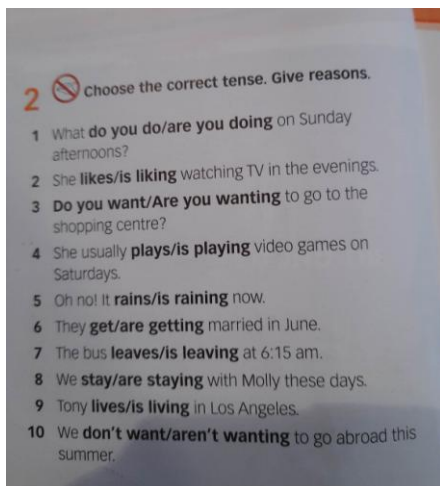 2 Choose the correct tense. Give reasons.
1 What do you do/are you doing on Sunday
afternoons?
2 She likes/is liking watching TV in the evenings.
3 Do you want/Are you wanting to go to the
shopping centre?
4 She usually plays/is playing video games on
Saturdays.
5 Oh no! It rains/is raining now.
6 They get/are getting married in June.
7 The bus leaves/is leaving at 6:15 am.
8 We stay/are staying with Molly these days.
9 Tony lives/is living in Los Angeles.
10 We don't want/aren't wanting to go abroad this
summer.